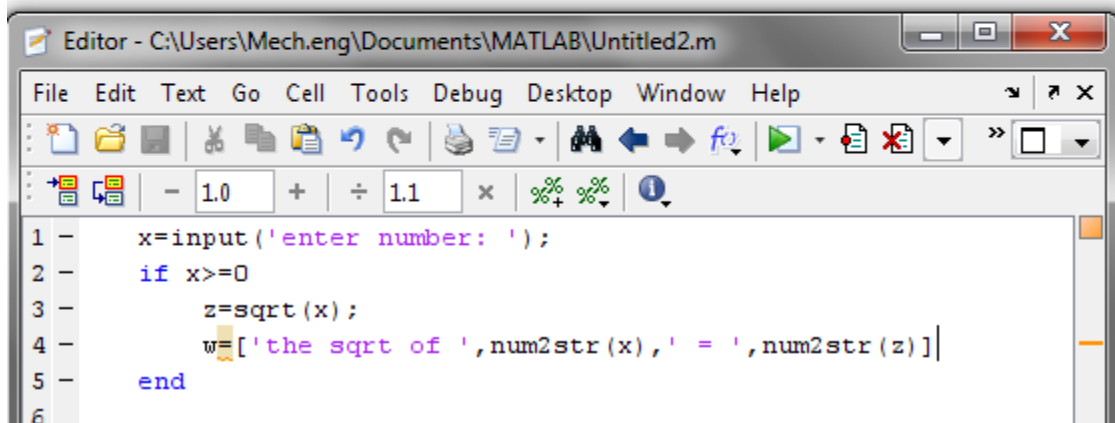 Editor - C:\Users\Mech.eng\Documents\MATLAB\Untitled2.m
File Edit Text Go Cell Tools Debug Desktop Window Help
- 1.0 + ÷ 1.1 ×
1 - x=input('enter number: ');
2 - if x>=0
3 - z=sqrt(x);
4 - w=['the sqrt of ',num2str(x),' = ',num2str(z)]
5 - end
6